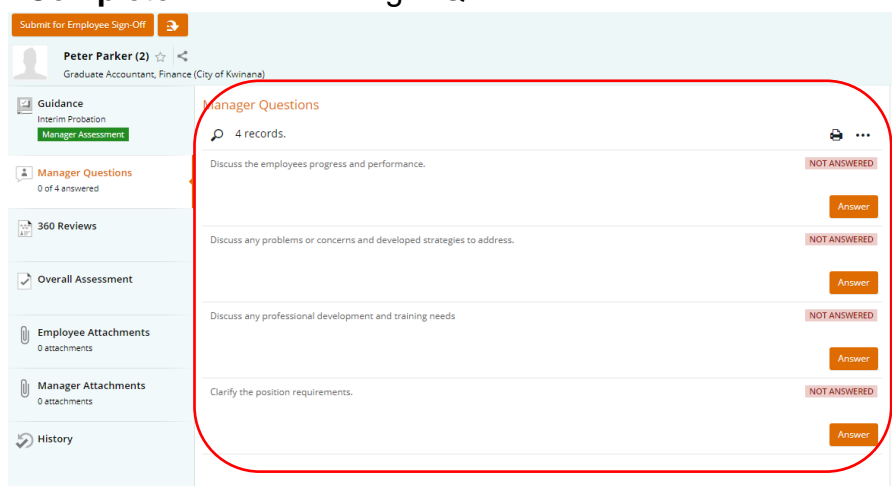 Submit for Employee Sign-Off
Peter Parker (2)
Graduate Accountant, Finance (City of Kwinana)
Guidance
Interim Probation
Manager Assessment
Manager Questions
0 of 4 answered
360 Reviews
Overall Assessment
Employee Attachments
0 attachments
Manager Attachments
0 attachments
History
Manager Questions
4 records.
Discuss the employees progress and performance.
NOT ANSWERED
Answer
Discuss any problems or concerns and developed strategies to address.
NOT ANSWERED
Answer
Discuss any professional development and training needs
NOT ANSWERED
Answer
Clarify the position requirements.
NOT ANSWERED
Answer